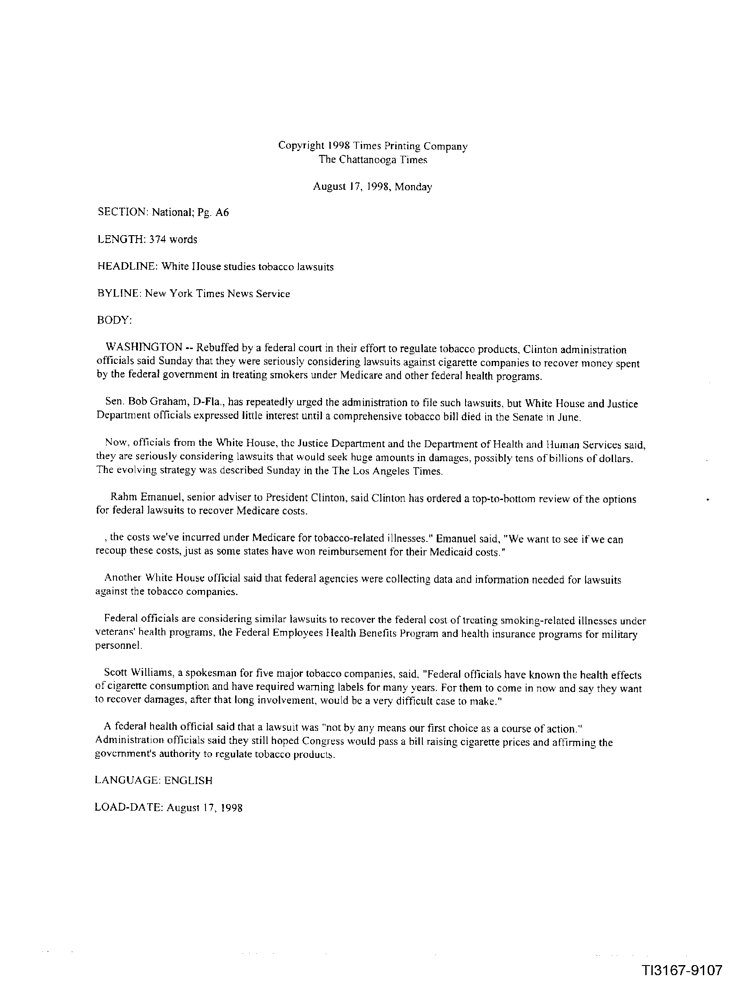 Copyright 1998 Times Printing Company
The Chattanooga Times
August 17, 1998, Monday
SECTION: National; Pg. A6
LENGTH: 374 words
HEADLINE: White House studies tobacco lawsuits
BYLINE: New York Times News Service
BODY:
WASHINGTON -- Rebuffed by a federal court in their effort to regulate tobacco products, Clinton administration
officials said Sunday that they were seriously considering lawsuits against cigarette companies to recover money spent
by the federal government in treating smokers under Medicare and other federal health programs.
Sen. Bob Graham, D-Fla., has repeatedly urged the administration to file such lawsuits, but White House and Justice
Department officials expressed little interest until a comprehensive tobacco bill died in the Senate in June.
Now, officials from the White House, the Justice Department and the Department of Health and Human Services said,
they are seriously considering lawsuits that would seek huge amounts in damages, possibly tens of billions of dollars.
The evolving strategy was described Sunday in the The Los Angeles Times.
Rahm Emanuel, senior adviser to President Clinton, said Clinton has ordered a top-to-bottom review of the options
for federal lawsuits to recover Medicare costs.
, the costs we've incurred under Medicare for tobacco-related illnesses." Emanuel said, "We want to see if we can
recoup these costs, just as some states have won reimbursement for their Medicaid costs."
Another White House official said that federal agencies were collecting data and information needed for lawsuits
against the tobacco companies.
Federal officials are considering similar lawsuits to recover the federal cost of treating smoking-related illnesses under
veterans' health programs, the Federal Employees Health Benefits Program and health insurance programs for military
personnel.
Scott Williams, a spokesman for five major tobacco companies, said, "Federal officials have known the health effects
of cigarette consumption and have required warning labels for many years. For them to come in now and say they want
to recover damages, after that long involvement, would be a very difficult case to make."
A federal health official said that a lawsuit was "not by any means our first choice as a course of action."
Administration officials said they still hoped Congress would pass a bill raising cigarette prices and affirming the
government's authority to regulate tobacco products.
LANGUAGE: ENGLISH
LOAD-DATE: August 17, 1998
TI3167-9107